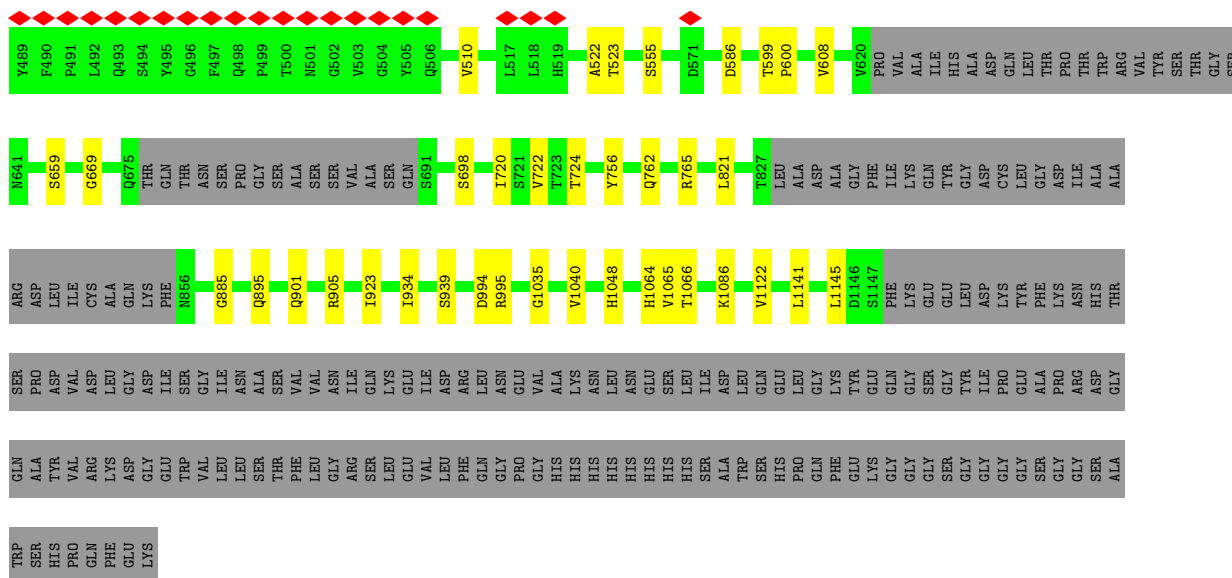 Y489 F490 P491 L492 Q493 S494 Y495 G496 F497 Q498 P499 T500 N501 G502 V503 G504 Y505 Q506 V510 L517 L518 H519 A522 T523 S555 D571 D586 T599 P600 V608 V620 PRO VAL ALA ILE HIS ALA ASP GLN LEU THR PRO THR TRP ARG VAL TYR SER THR GLY SER
N641 S659 G669 Q675 THR GLN THR ASN SER PRO GLY SER ALA SER SER VAL ALA SER GLN S691 S698 I720 S721 V722 T723 T724 Y756 Q762 R765 L821 T827 LEU ALA ASP ALA GLY PHE ILE LYS GLN TYR GLY ASP CYS LEU GLY ASP ILE ALA ALA
ARG ASP LEU ILE CYS ALA GLN LYS PHE N856 G885 Q895 Q901 R905 I923 I934 S939 D994 R995 G1035 V1040 H1048 H1064 V1065 T1066 K1086 V1122 L1141 L1145 D1146 S1147 PHE LYS GLU GLU LEU ASP LYS TYR PHE LYS ASN HIS THR
SER PRO ASP VAL ASP LEU GLY ASP ILE SER GLY ILE ASN ALA SER VAL VAL ASN ILE GLN LYS GLU ILE ASP ARG LEU ASN GLU VAL ALA LYS ASN LEU ASN GLU SER LEU ILE ASP LEU GLN GLU LEU GLY LYS TYR GLU GLN GLY SER GLY TYR ILE PRO GLU ALA PRO ARG ASP GLY
GLN ALA TYR VAL ARG LYS ASP GLY GLU TRP VAL LEU LEU SER THR PHE LEU GLY ARG SER LEU GLU VAL LEU PHE GLN GLY PRO GLY HIS HIS HIS HIS HIS HIS HIS HIS SER ALA TRP SER HIS PRO GLN PHE GLU LYS GLY GLY GLY SER GLY GLY GLY GLY SER GLY GLY SER ALA
TRP SER HIS PRO GLN PHE GLU LYS